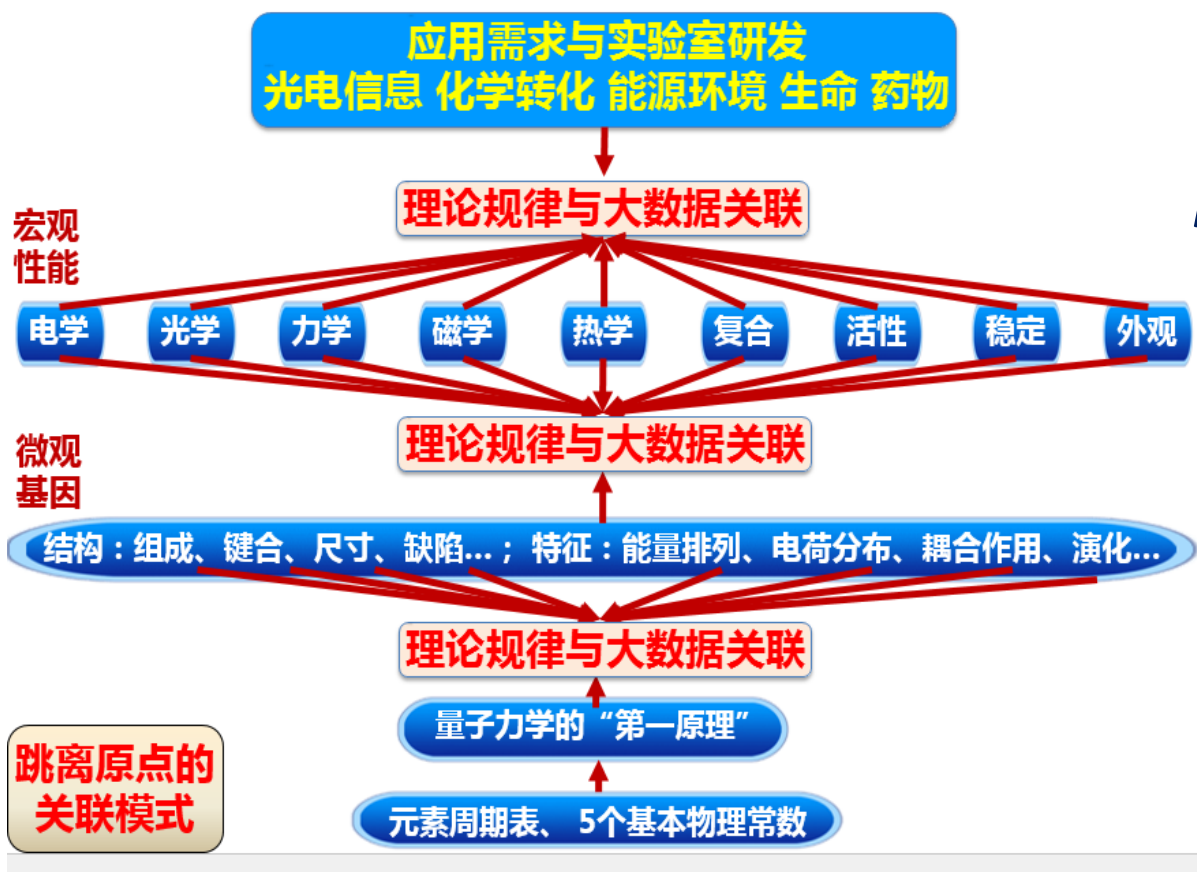 应用需求与实验室研发
光电信息 化学转化 能源环境 生命 药物
理论规律与大数据关联
宏观
性能
电学 光学 力学 磁学 热学 复合 活性 稳定 外观
理论规律与大数据关联
微观
基因
结构：组成、键合、尺寸、缺陷...；特征：能量排列、电荷分布、耦合作用、演化...
理论规律与大数据关联
量子力学的“第一原理”
跳离原点的
关联模式
元素周期表、 5个基本物理常数